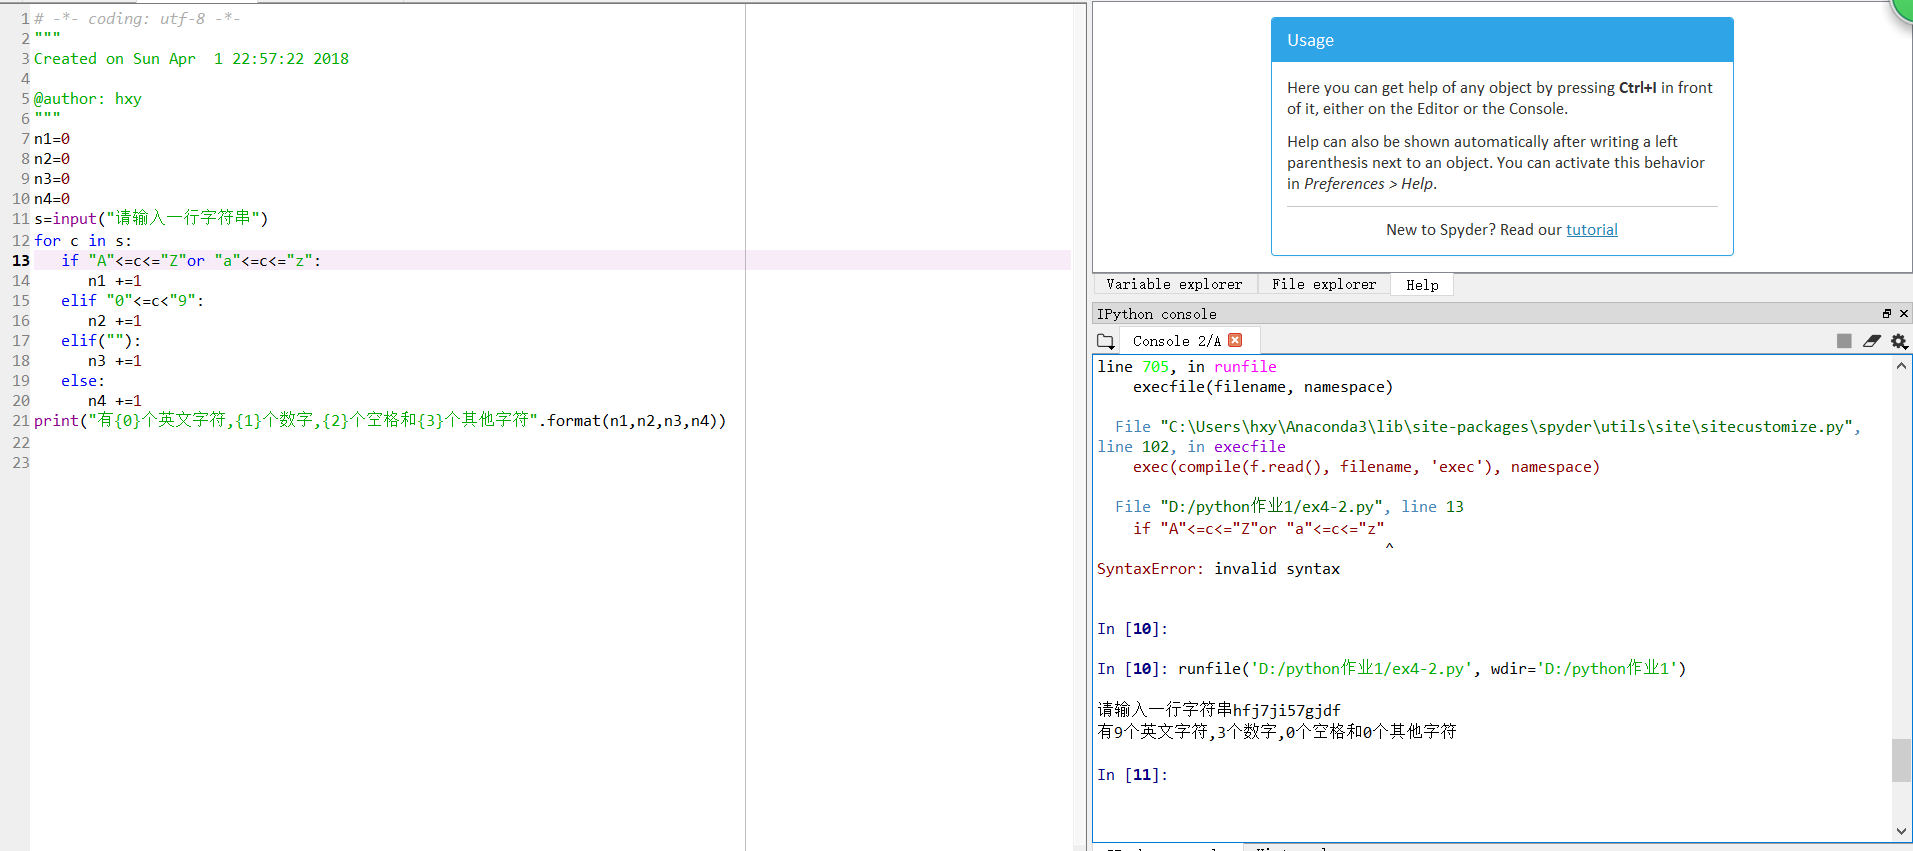 1 # -*- coding: utf-8 -*-
2 """
3 Created on Sun Apr  1 22:57:22 2018
4
5 @author: hxy
6 """
7 n1=0
8 n2=0
9 n3=0
10 n4=0
11 s=input("请输入一行字符串")
12 for c in s:
13    if "A"<=c<="Z"or "a"<=c<="z":
14       n1 +=1
15    elif "0"<=c<"9":
16       n2 +=1
17    elif(""):
18       n3 +=1
19    else:
20       n4 +=1
21 print("有{0}个英文字符,{1}个数字,{2}个空格和{3}个其他字符".format(n1,n2,n3,n4))
22
23
Usage
Here you can get help of any object by pressing Ctrl+I in front
of it, either on the Editor or the Console.
Help can also be shown automatically after writing a left
parenthesis next to an object. You can activate this behavior
in Preferences > Help.
New to Spyder? Read our tutorial
Variable explorer File explorer Help
IPython console
Console 2/A
line 705, in runfile
    execfile(filename, namespace)
  File "C:\Users\hxy\Anaconda3\lib\site-packages\spyder\utils\site\sitecustomize.py",
line 102, in execfile
    exec(compile(f.read(), filename, 'exec'), namespace)
  File "D:/python作业1/ex4-2.py", line 13
    if "A"<=c<="Z"or "a"<=c<="z"
^
SyntaxError: invalid syntax
In [10]:
In [10]: runfile('D:/python作业1/ex4-2.py', wdir='D:/python作业1')
请输入一行字符串hfj7ji57gjdf
有9个英文字符,3个数字,0个空格和0个其他字符
In [11]: